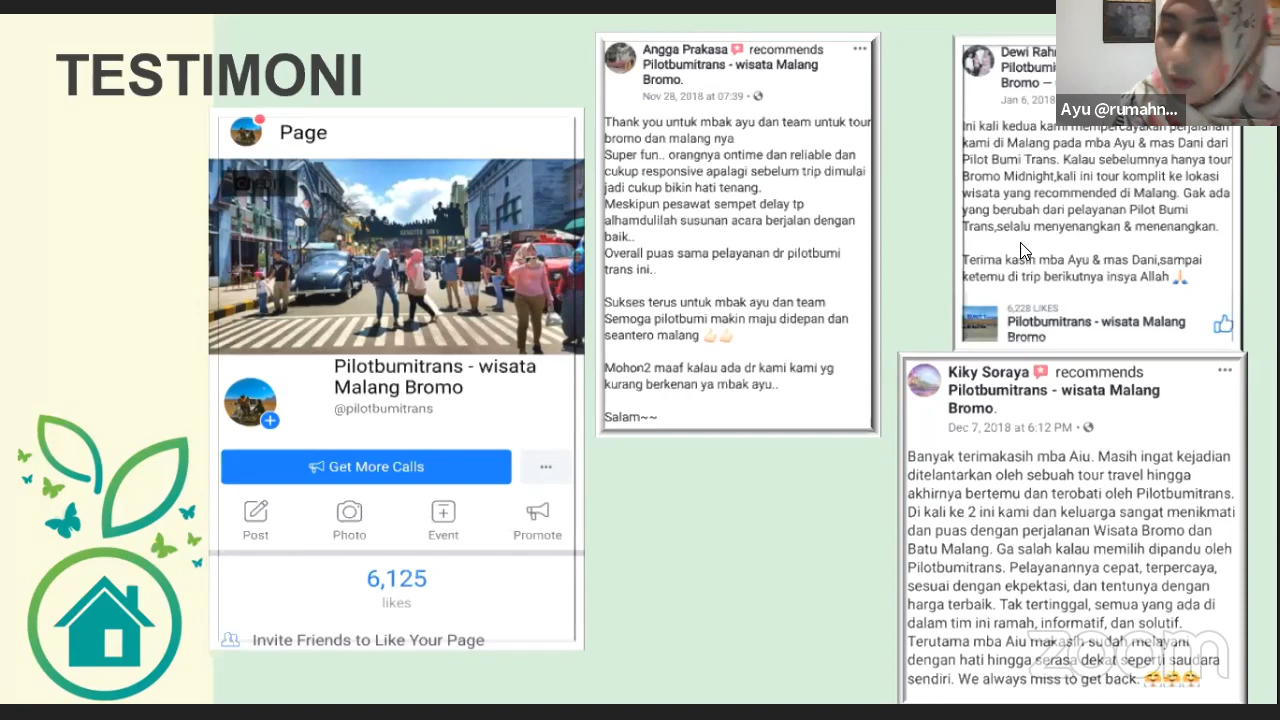 TESTIMONI
Page
Pilotbumitrans - wisata
Malang Bromo
@pilotbumitrans
Get More Calls
Post
Photo
Event
Promote
6,125
likes
Invite Friends to Like Your Page
Angga Prakasa recommends
Pilotbumitrans - wisata Malang
Bromo.
Nov 28, 2018 at 07:39
Thank you untuk mbak ayu dan team untuk tour
bromo dan malang nya
Super fun.. orangnya ontime dan reliable dan
cukup responsive apalagi sebelum trip dimulai
jadi cukup bikin hati tenang.
Meskipun pesawat sempet delay tp
alhamdulilah susunan acara berjalan dengan
baik..
Overall puas sama pelayanan dr pilotbumi
trans ini..
Sukses terus untuk mbak ayu dan team
Semoga pilotbumi makin maju didepan dan
seantero malang
Mohon2 maaf kalau ada dr kami kami yg
kurang berkenan ya mbak ayu..
Salam~~
Dewi
Bromo —
Jan 6, 2018
Ayu @rumahn...
Ini kali kedua kami mempercayakan perjalanan
kami di Malang pada mba Ayu & mas Dani dari
Pilot Bumi Trans. Kalau sebelumnya hanya tour
Bromo Midnight,kali ini tour komplit ke lokasi
wisata yang recommended di Malang. Gak ada
yang berubah dari pelayanan Pilot Bumi
Trans,selalu menyenangkan & menenangkan.
Terima kasih mba Ayu & mas Dani,sampai
ketemu di trip berikutnya insya Allah
6,228 LIKES
Pilotbumitrans - wisata Malang
Bromo
Kiky Soraya recommends
Pilotbumitrans - wisata Malang
Bromo.
Dec 7, 2018 at 6:12 PM
Banyak terimakasih mba Aiu. Masih ingat kejadian
ditelantarkan oleh sebuah tour travel hingga
akhirnya bertemu dan terobati oleh Pilotbumitrans.
Di kali ke 2 ini kami dan keluarga sangat menikmati
dan puas dengan perjalanan Wisata Bromo dan
Batu Malang. Ga salah kalau memilih dipandu oleh
Pilotbumitrans. Pelayanannya cepat, terpercaya,
sesuai dengan ekpektasi, dan tentunya dengan
harga terbaik. Tak tertinggal, semua yang ada di
dalam tim ini ramah, informatif, dan solutif.
Terutama mba Aiu makasih sudah melayani
dengan hati hingga serasa dekat seperti saudara
sendiri. We always miss to get back.
zoom